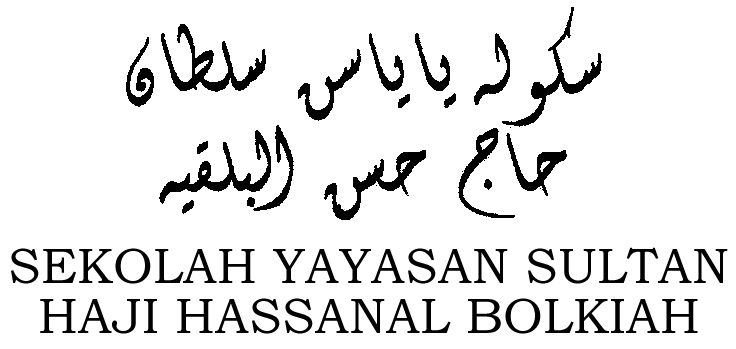 سکوله ياياسن سلطان
حاج حسن البلقيه
SEKOLAH YAYASAN SULTAN
HAJI HASSANAL BOLKIAH